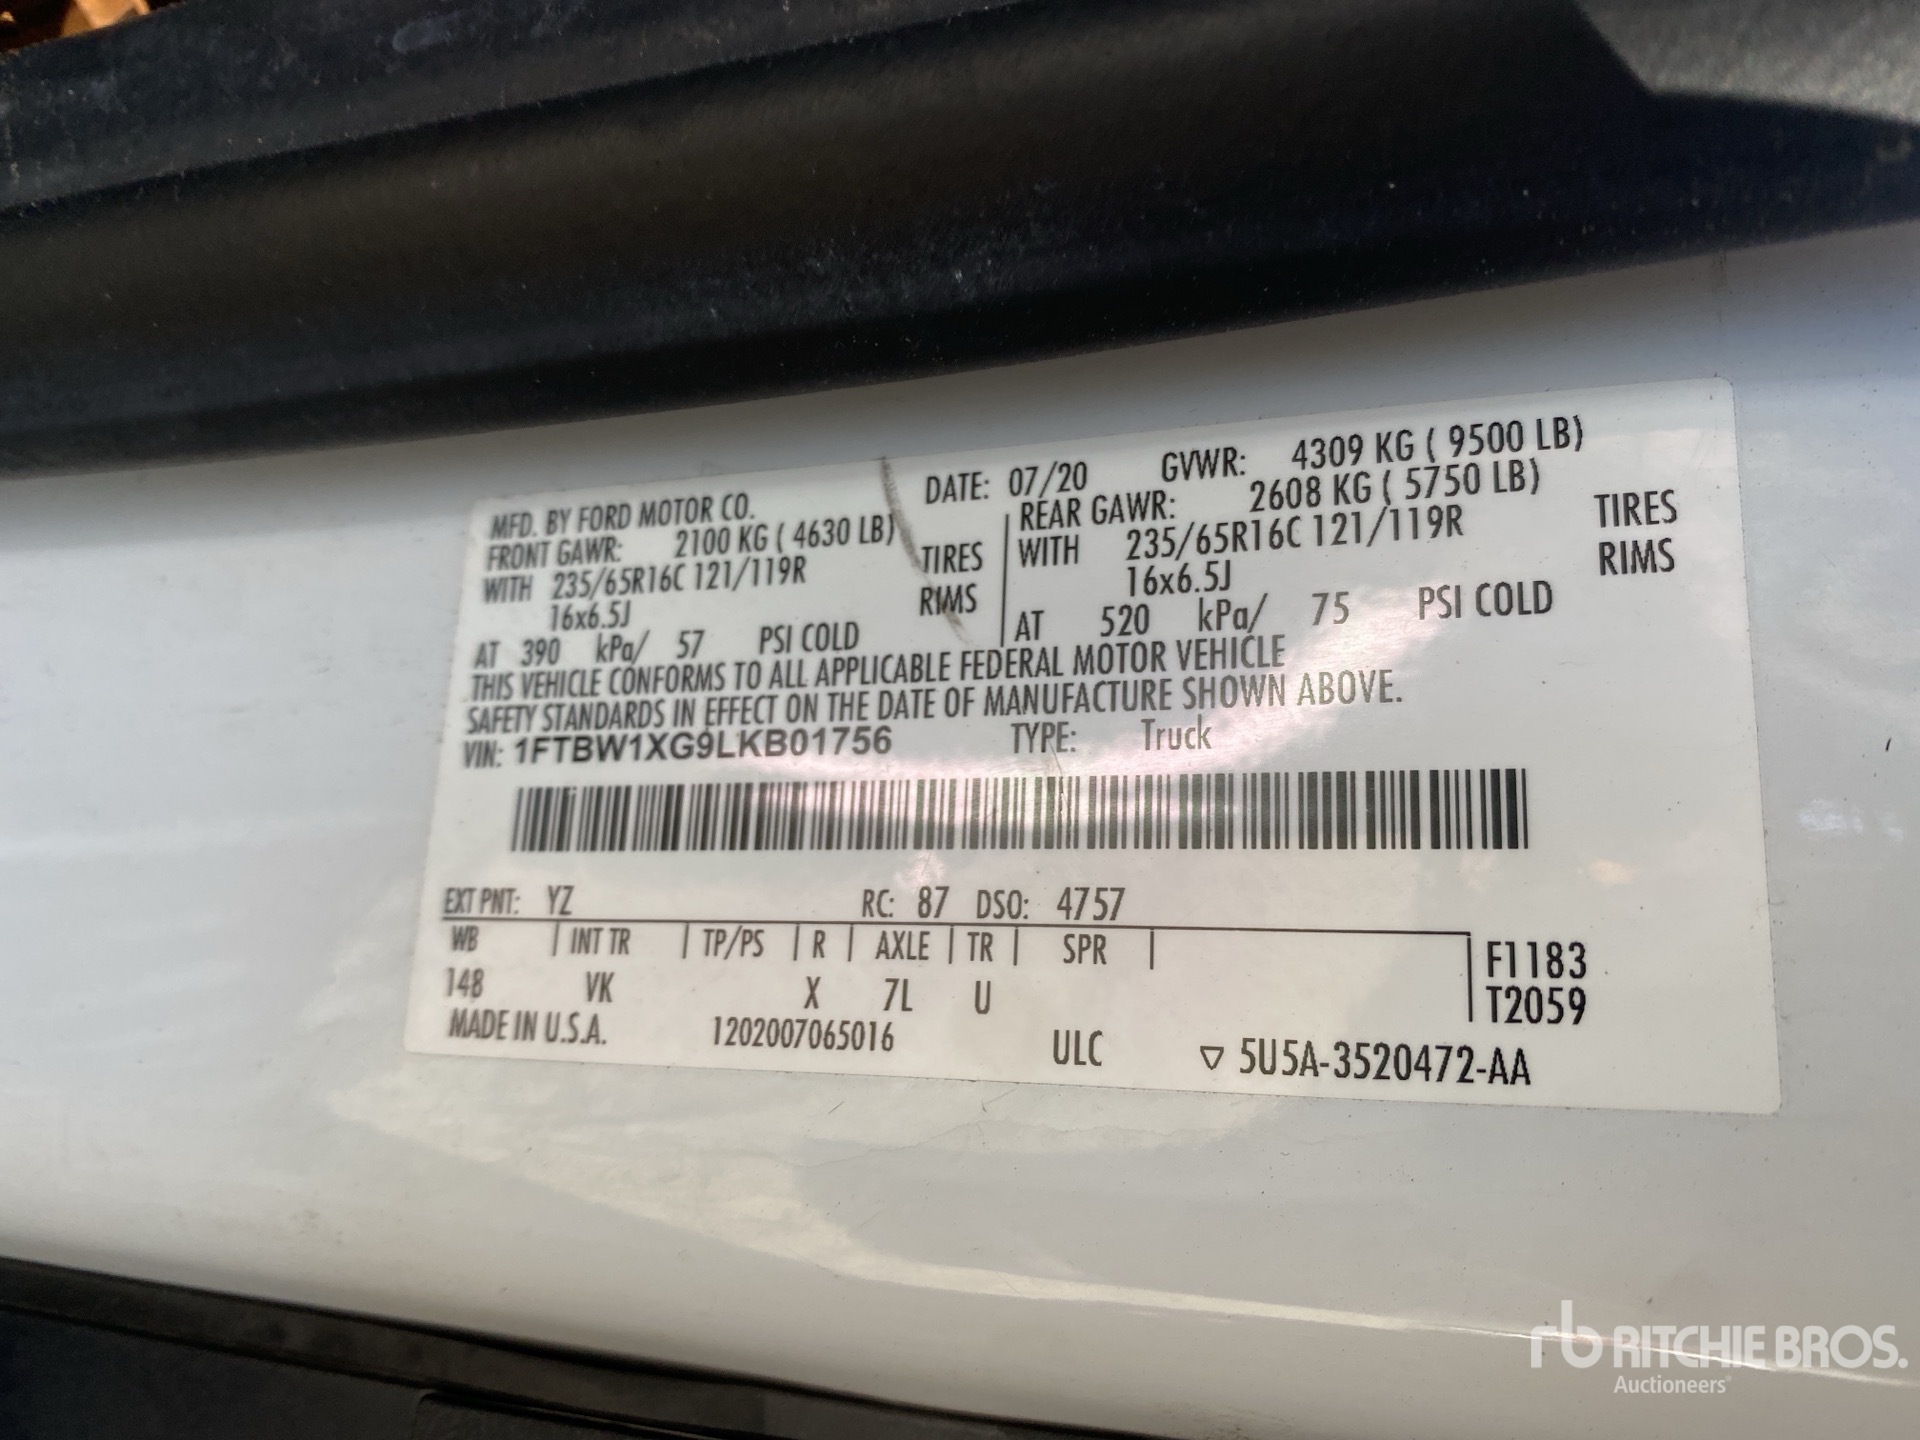 MFD. BY FORD MOTOR CO. DATE: 07/20 GVWR: 4309 KG ( 9500 LB)
FRONT GAWR: 2100 KG ( 4630 LB) REAR GAWR: 2608 KG ( 5750 LB)
WITH 235/65R16C 121/119R TIRES WITH 235/65R16C 121/119R TIRES
16x6.5J RIMS 16x6.5J RIMS
AT 390 kPa/ 57 PSI COLD AT 520 kPa/ 75 PSI COLD
THIS VEHICLE CONFORMS TO ALL APPLICABLE FEDERAL MOTOR VEHICLE
SAFETY STANDARDS IN EFFECT ON THE DATE OF MANUFACTURE SHOWN ABOVE.
VIN: 1FTBW1XG9LKB01756 TYPE: Truck
EXT PNT: YZ RC: 87 DSO: 4757
WB | INT TR | TP/PS | R | AXLE | TR | SPR | F1183
148 VK X 7L U T2059
MADE IN U.S.A. 1202007065016 ULC ▽ 5U5A-3520472-AA
rb RITCHIE BROS.
Auctioneers